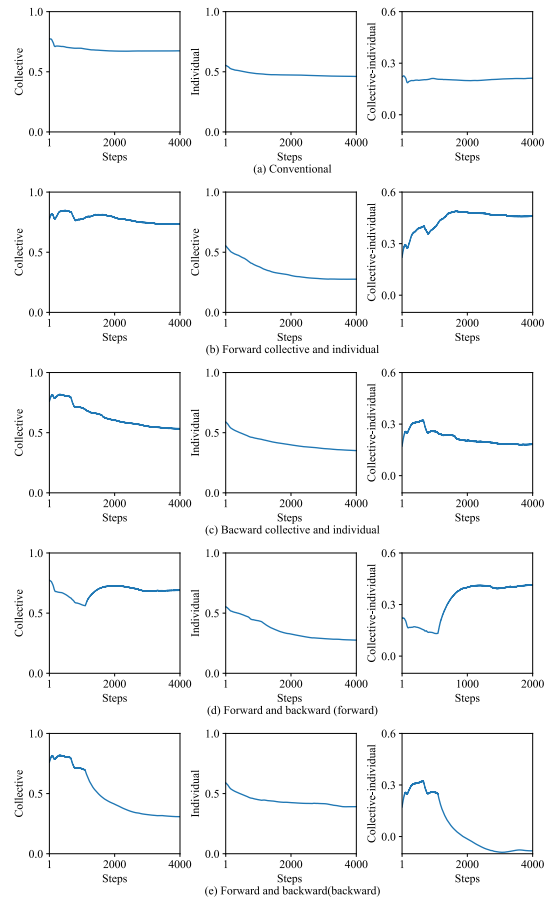 Collective
1.0
0.5
0.0
1
2000
4000
Steps
Individual
1.0
0.5
0.0
1
2000
4000
Steps
Collective-individual
0.6
0.3
0.0
1
2000
4000
Steps
(a) Conventional
Collective
1.0
0.5
0.0
1
2000
4000
Steps
Collective
1.0
0.5
0.0
1
2000
4000
Steps
Collective-individual
0.6
0.3
0.0
1
2000
4000
Steps
(b) Forward collective and individual
Collective
1.0
0.5
0.0
1
2000
4000
Steps
Individual
1.0
0.5
0.0
1
2000
4000
Steps
Collective-individual
0.6
0.3
0.0
1
2000
4000
Steps
(c) Bacward collective and individual
Collective
1.0
0.5
0.0
1
2000
4000
Steps
Individual
1.0
0.5
0.0
1
2000
4000
Steps
Collective-individual
0.6
0.3
0.0
1
1000
2000
Steps
(d) Forward and backward (forward)
Collective
1.0
0.5
0.0
1
2000
4000
Steps
Individual
1.0
0.5
0.0
1
2000
4000
Steps
Collective-individual
0.6
0.3
0.0
1
2000
4000
Steps
(e) Forward and backward(backward)